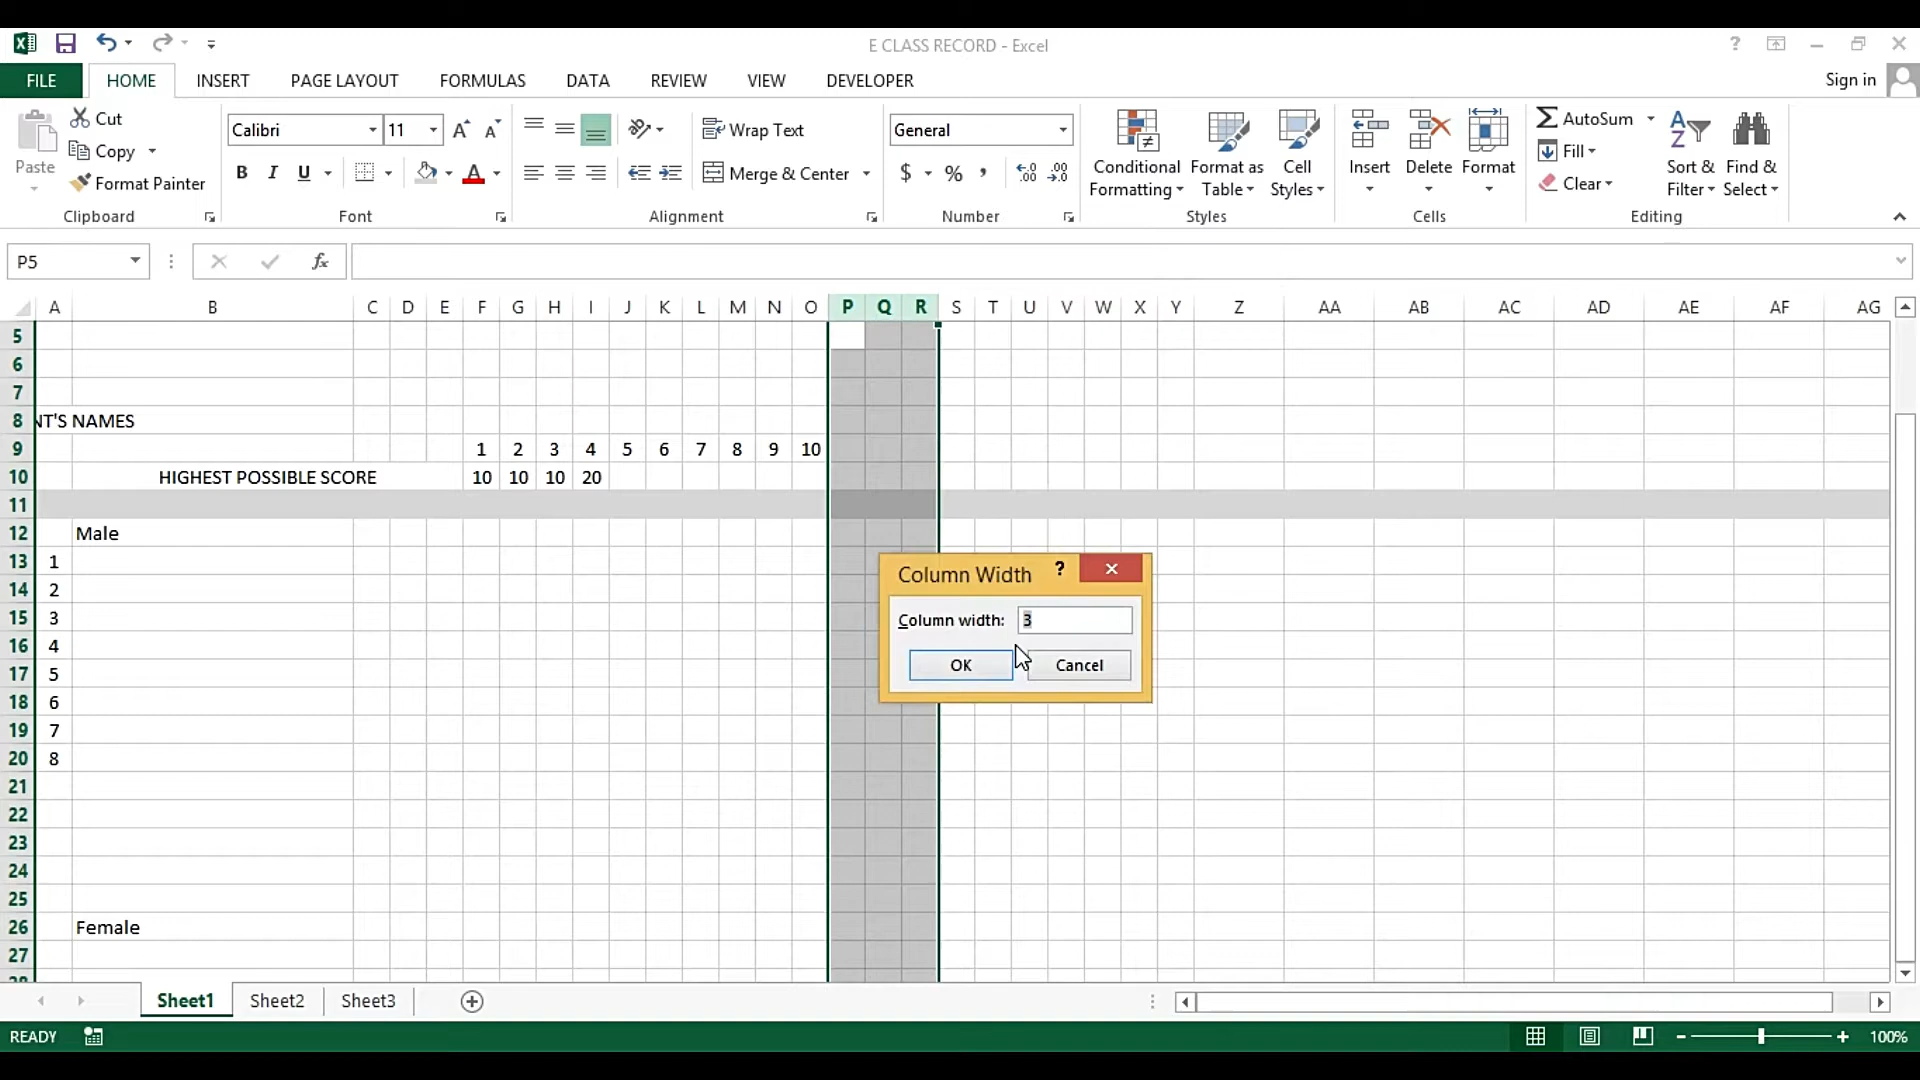 E CLASS RECORD - Excel
? 
Sign in
FILE HOME INSERT PAGE LAYOUT FORMULAS DATA REVIEW VIEW DEVELOPER
Paste
Cut
Copy
Format Painter
Clipboard
Calibri 11
B I U A
Font
Wrap Text
Merge & Center
Alignment
General
$ % ,
Number
Conditional Formatting
Format as Table
Cell Styles
Styles
Insert
Delete
Format
Cells
AutoSum
Fill
Clear
Sort & Filter
Find & Select
Editing
P5 fx
A B C D E F G H I J K L M N O P Q R S T U V W X Y Z AA AB AC AD AE AF AG
5
6
7
8 NT'S NAMES
9 1 2 3 4 5 6 7 8 9 10
10 HIGHEST POSSIBLE SCORE 10 10 10 20
11
12 Male
13 1
14 2
15 3
16 4
17 5
18 6
19 7
20 8
21
22
23
24
25
26 Female
27
Column Width ?
Column width: 3
OK Cancel
Sheet1 Sheet2 Sheet3
READY 100%